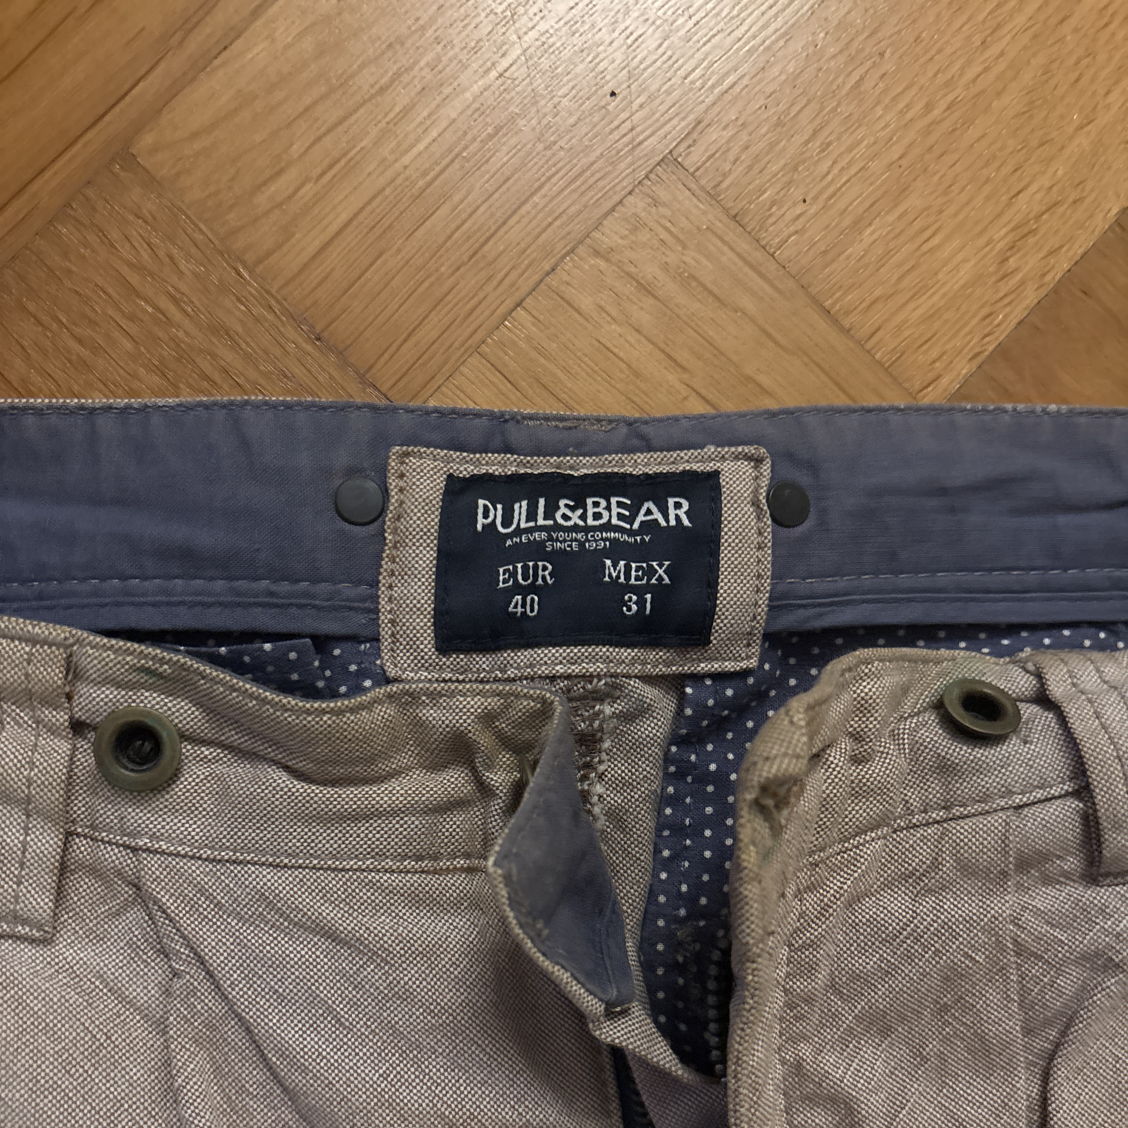 PULL&BEAR
AN EVER YOUNG COMMUNITY
SINCE 1991
EUR MEX
40 31